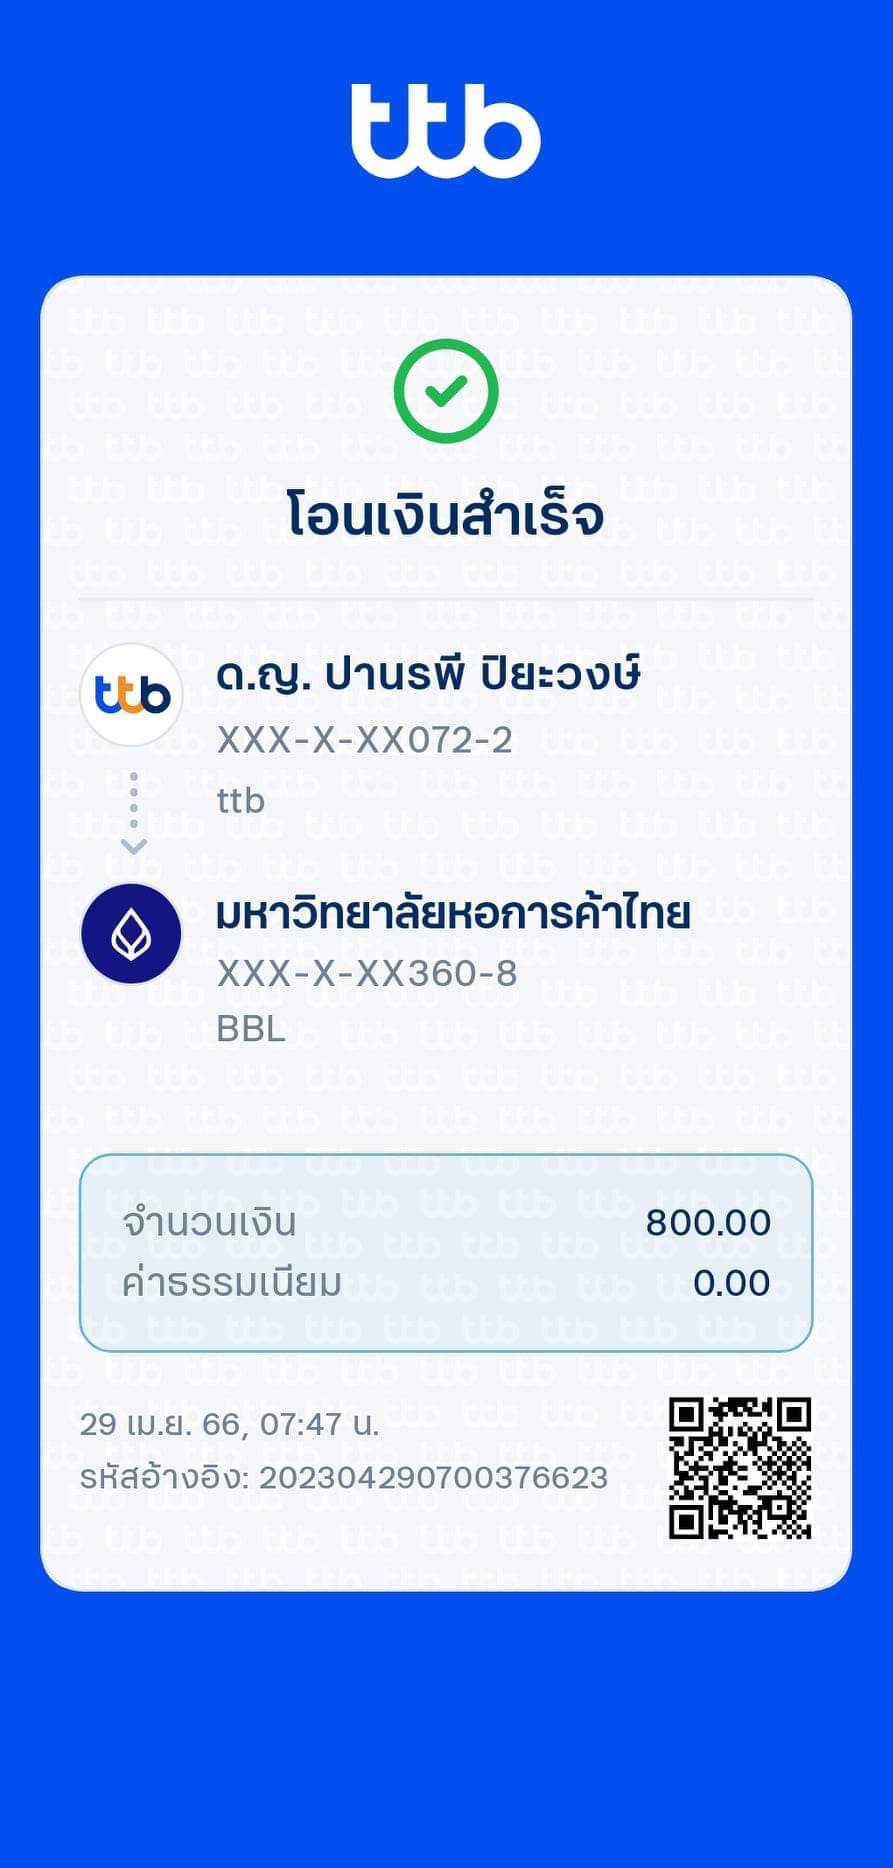 ttb
โอนเงินสำเร็จ
ttb
ด.ญ. ปานรพี ปิยะวงษ์
XXX-X-XX072-2
ttb
มหาวิทยาลัยหอการค้าไทย
XXX-X-XX360-8
BBL
จำนวนเงิน 800.00
ค่าธรรมเนียม 0.00
29 เม.ย. 66, 07:47 น.
รหัสอ้างอิง: 202304290700376623